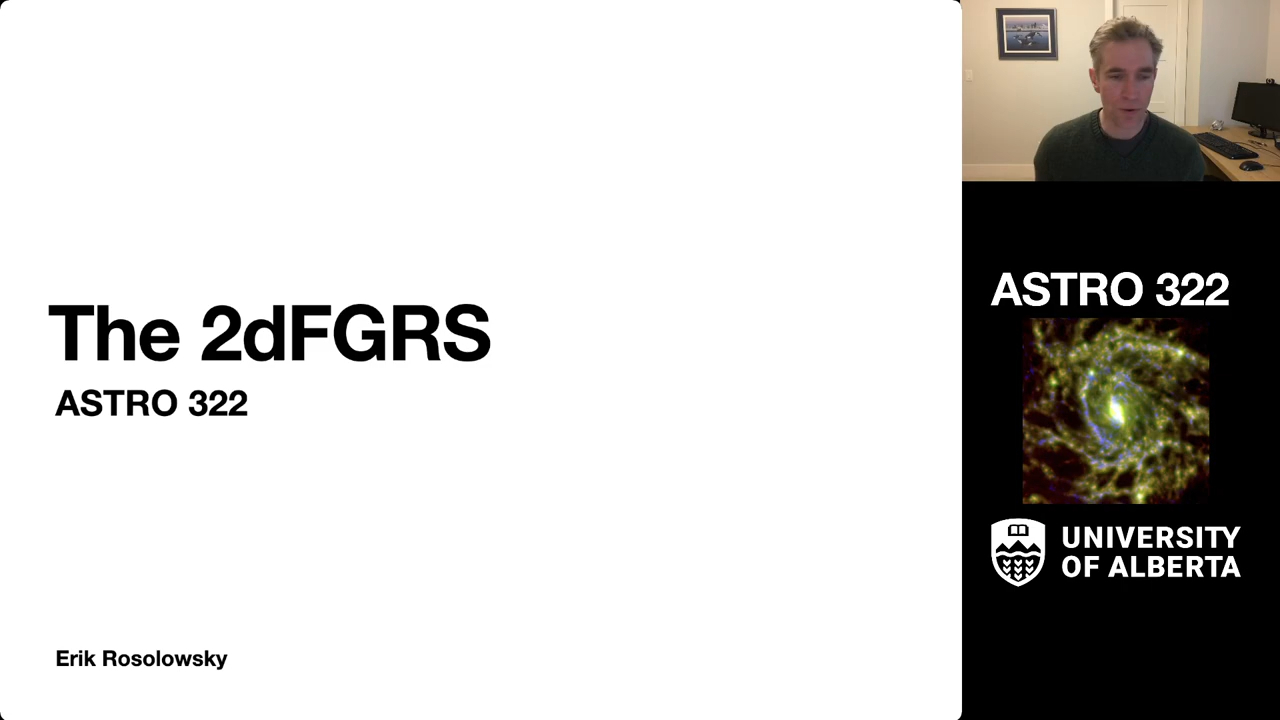 The 2dFGRS
ASTRO 322
Erik Rosolowsky
ASTRO 322
UNIVERSITY
OF ALBERTA